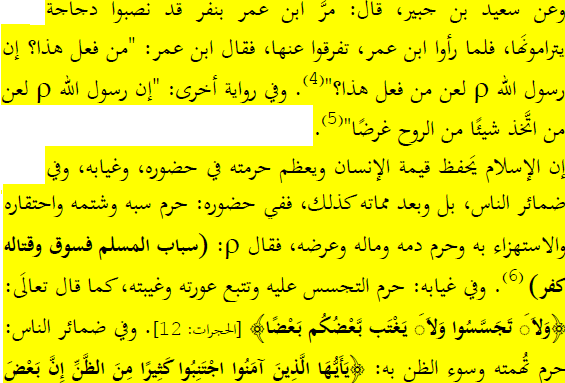 وعن سعيد بن جبير، قال: مرَّ ابن عمر بنفر قد نصبوا دجاجة
يترامونَها، فلما رأوا ابن عمر، تفرقوا عنها، فقال ابن عمر: "من فعل هذا؟ إن
رسول الله ρ لعن من فعل هذا؟"(4). وفي رواية أخرى: "إن رسول الله ρ لعن
من اتَّخذ شيئًا من الروح غرضًا"(5).
إن الإسلام يَحفظ قيمة الإنسان ويعظم حرمته في حضوره، وغيابه، وفي
ضمائر الناس، بل وبعد مماته كذلك، ففي حضوره: حرم سبه وشتمه واحتقاره
والاستهزاء به وحرم دمه وماله وعرضه، فقال ρ: (سباب المسلم فسوق وقتاله
كفر) (6). وفي غيابه: حرم التجسس عليه وتتبع عورته وغيبته، كما قال تعالَى:
﴿وَلاَ تَجَسَّسُوا وَلاَ يَغْتَب بَّعْضُكُم بَعْضًا﴾ [الحجرات: 12]. وفي ضمائر الناس:
حرم تُهمته وسوء الظن به: ﴿يَأَيُّهَا الَّذِينَ آمَنُوا اجْتَنِبُوا كَثِيرًا مِنَ الظَّنِّ إِنَّ بَعْضَ